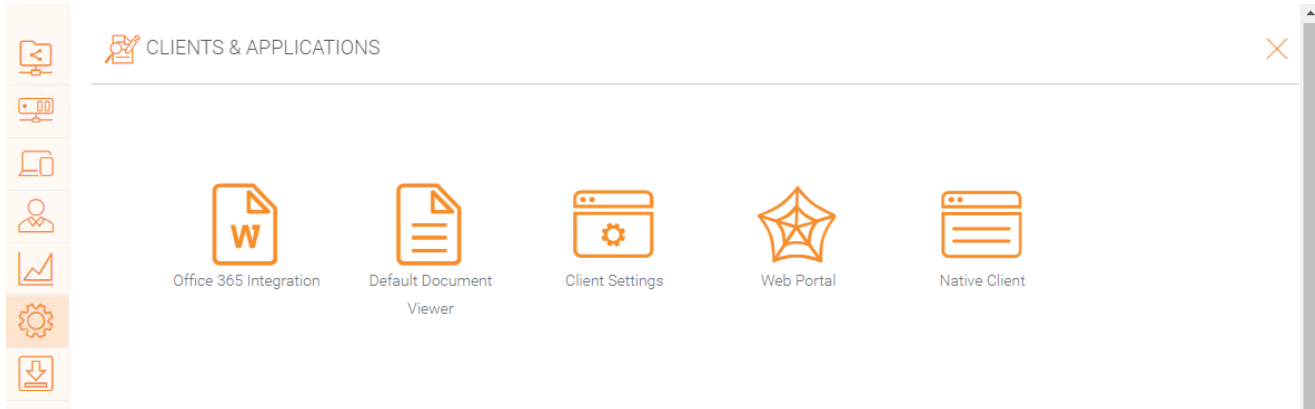 CLIENTS & APPLICATIONS
W
Office 365 Integration
Default Document
Viewer
Client Settings
Web Portal
Native Client